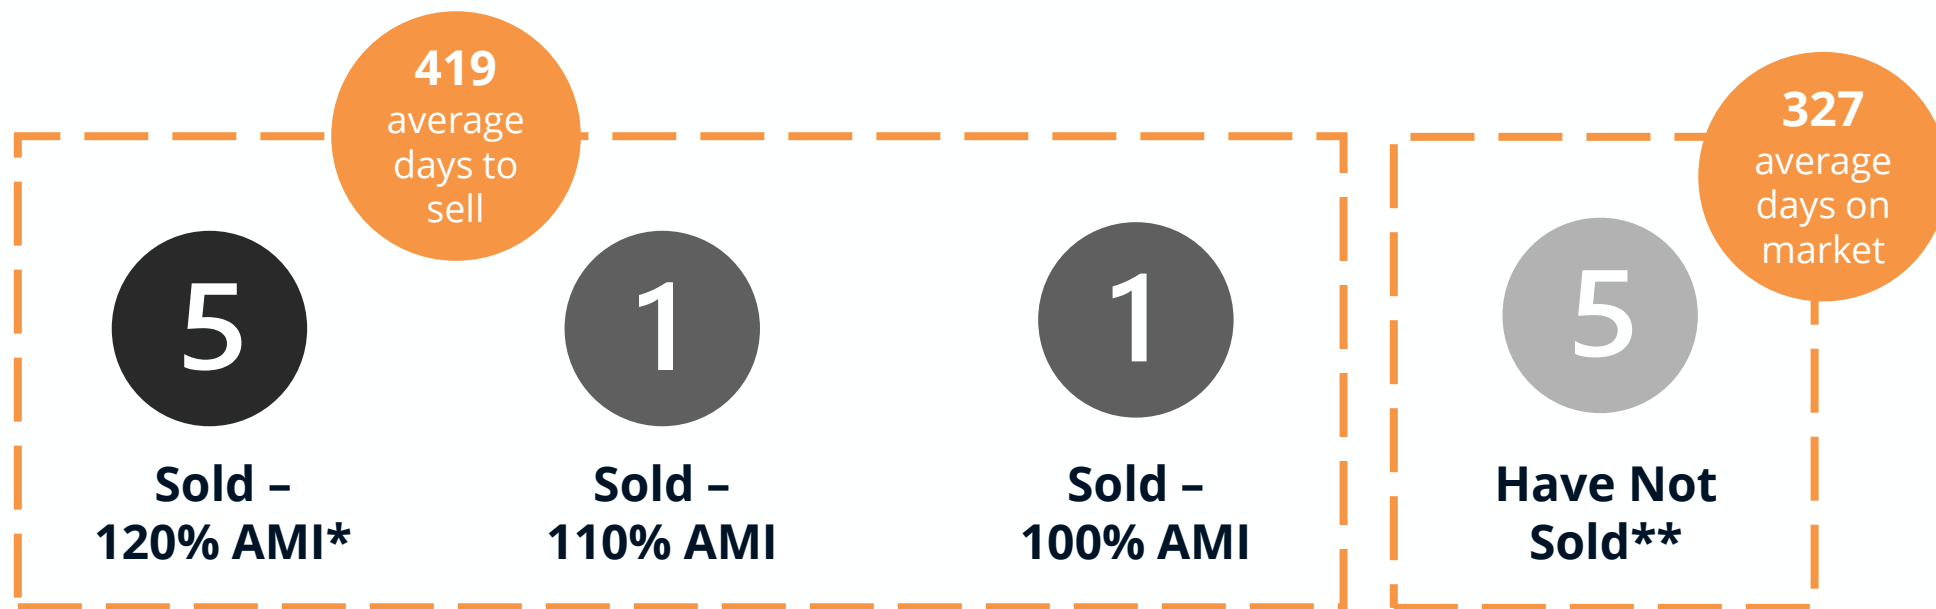 419
average
days to
sell
327
average
days on
market
5
1
1
5
Sold –
120% AMI*
Sold –
110% AMI
Sold –
100% AMI
Have Not
Sold**